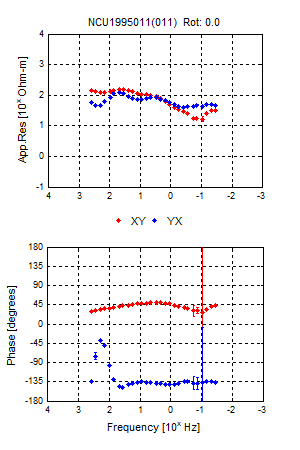 NCU1995011(011) Rot: 0.0
App.Res [10ˣ Ohm-m]
4
3
2
1
0
-1
4 3 2 1 0 -1 -2 -3
XY YX
Phase [degrees]
180
135
90
45
0
-45
-90
-135
-180
4 3 2 1 0 -1 -2 -3
Frequency [10ˣ Hz]